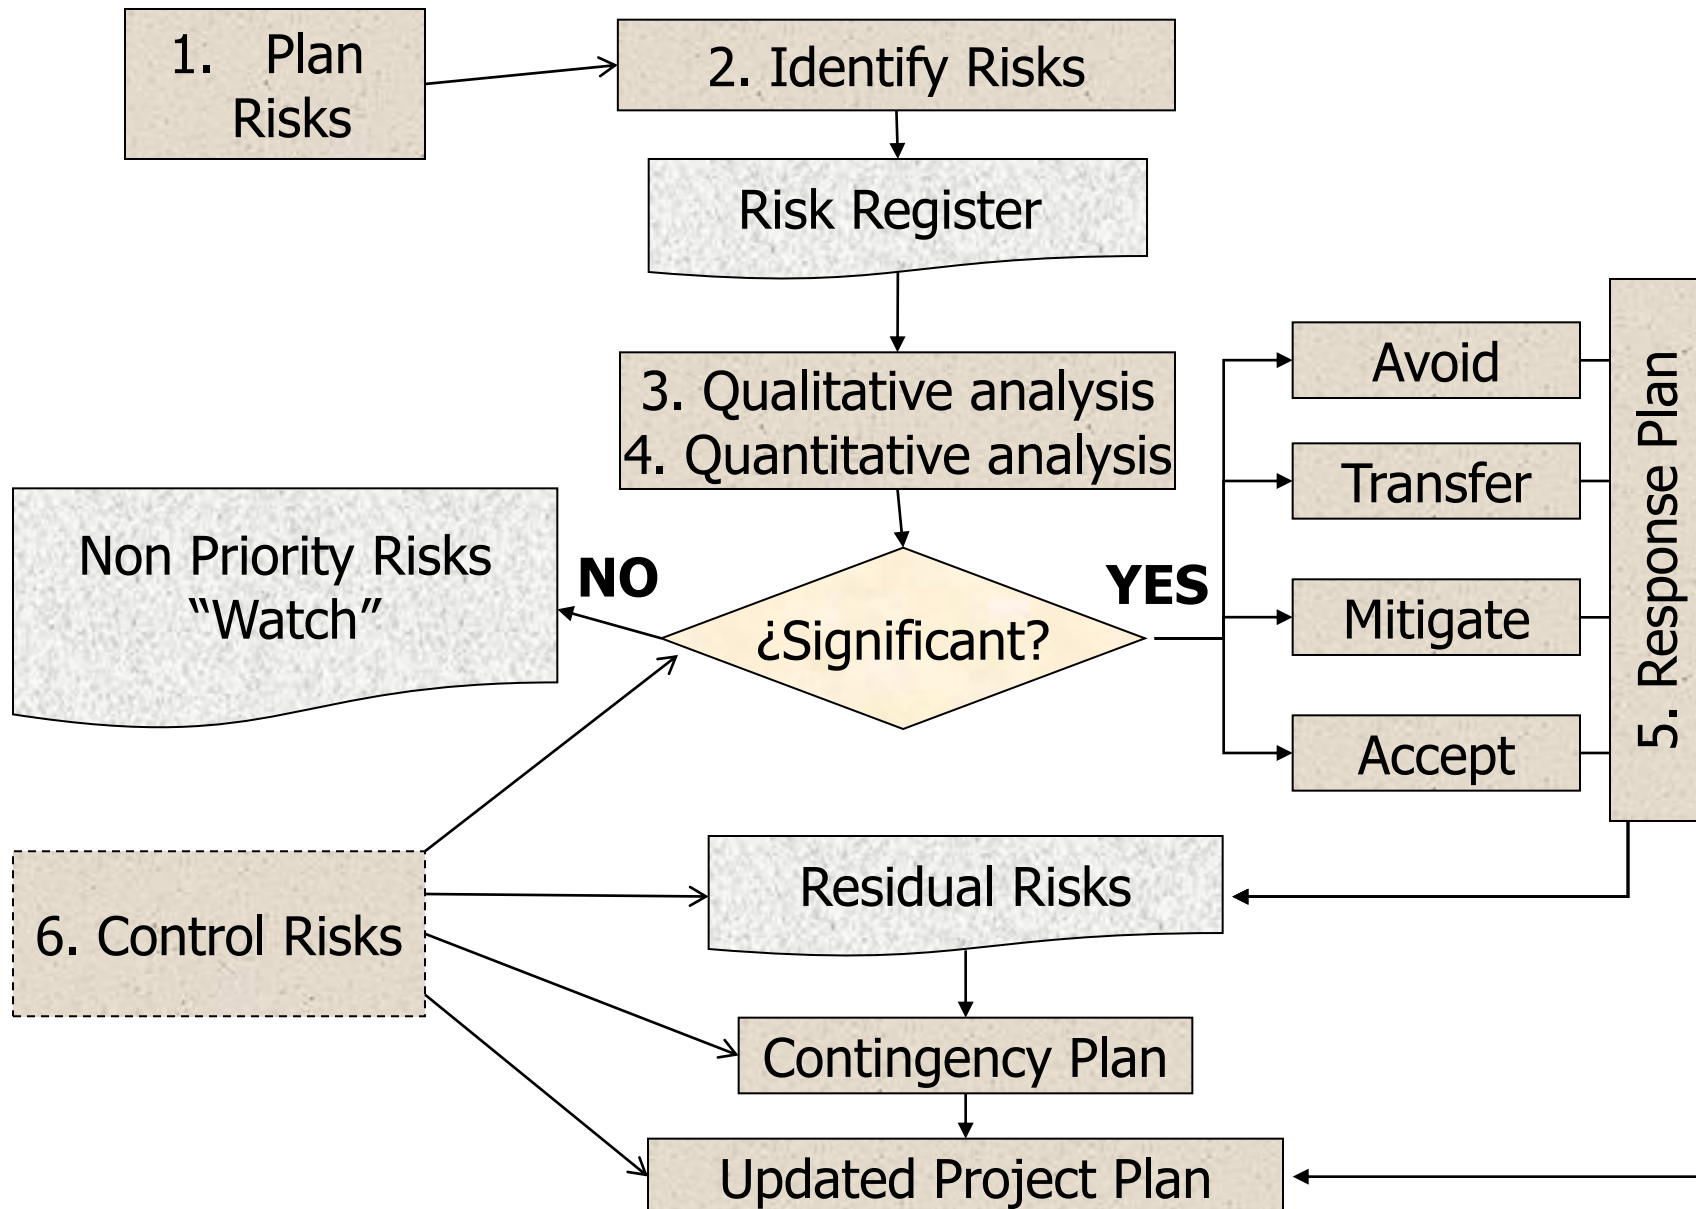 1. Plan
Risks
2. Identify Risks
Risk Register
3. Qualitative analysis
4. Quantitative analysis
Non Priority Risks
“Watch”
NO
¿Significant?
YES
Avoid
Transfer
Mitigate
Accept
5. Response Plan
6. Control Risks
Residual Risks
Contingency Plan
Updated Project Plan